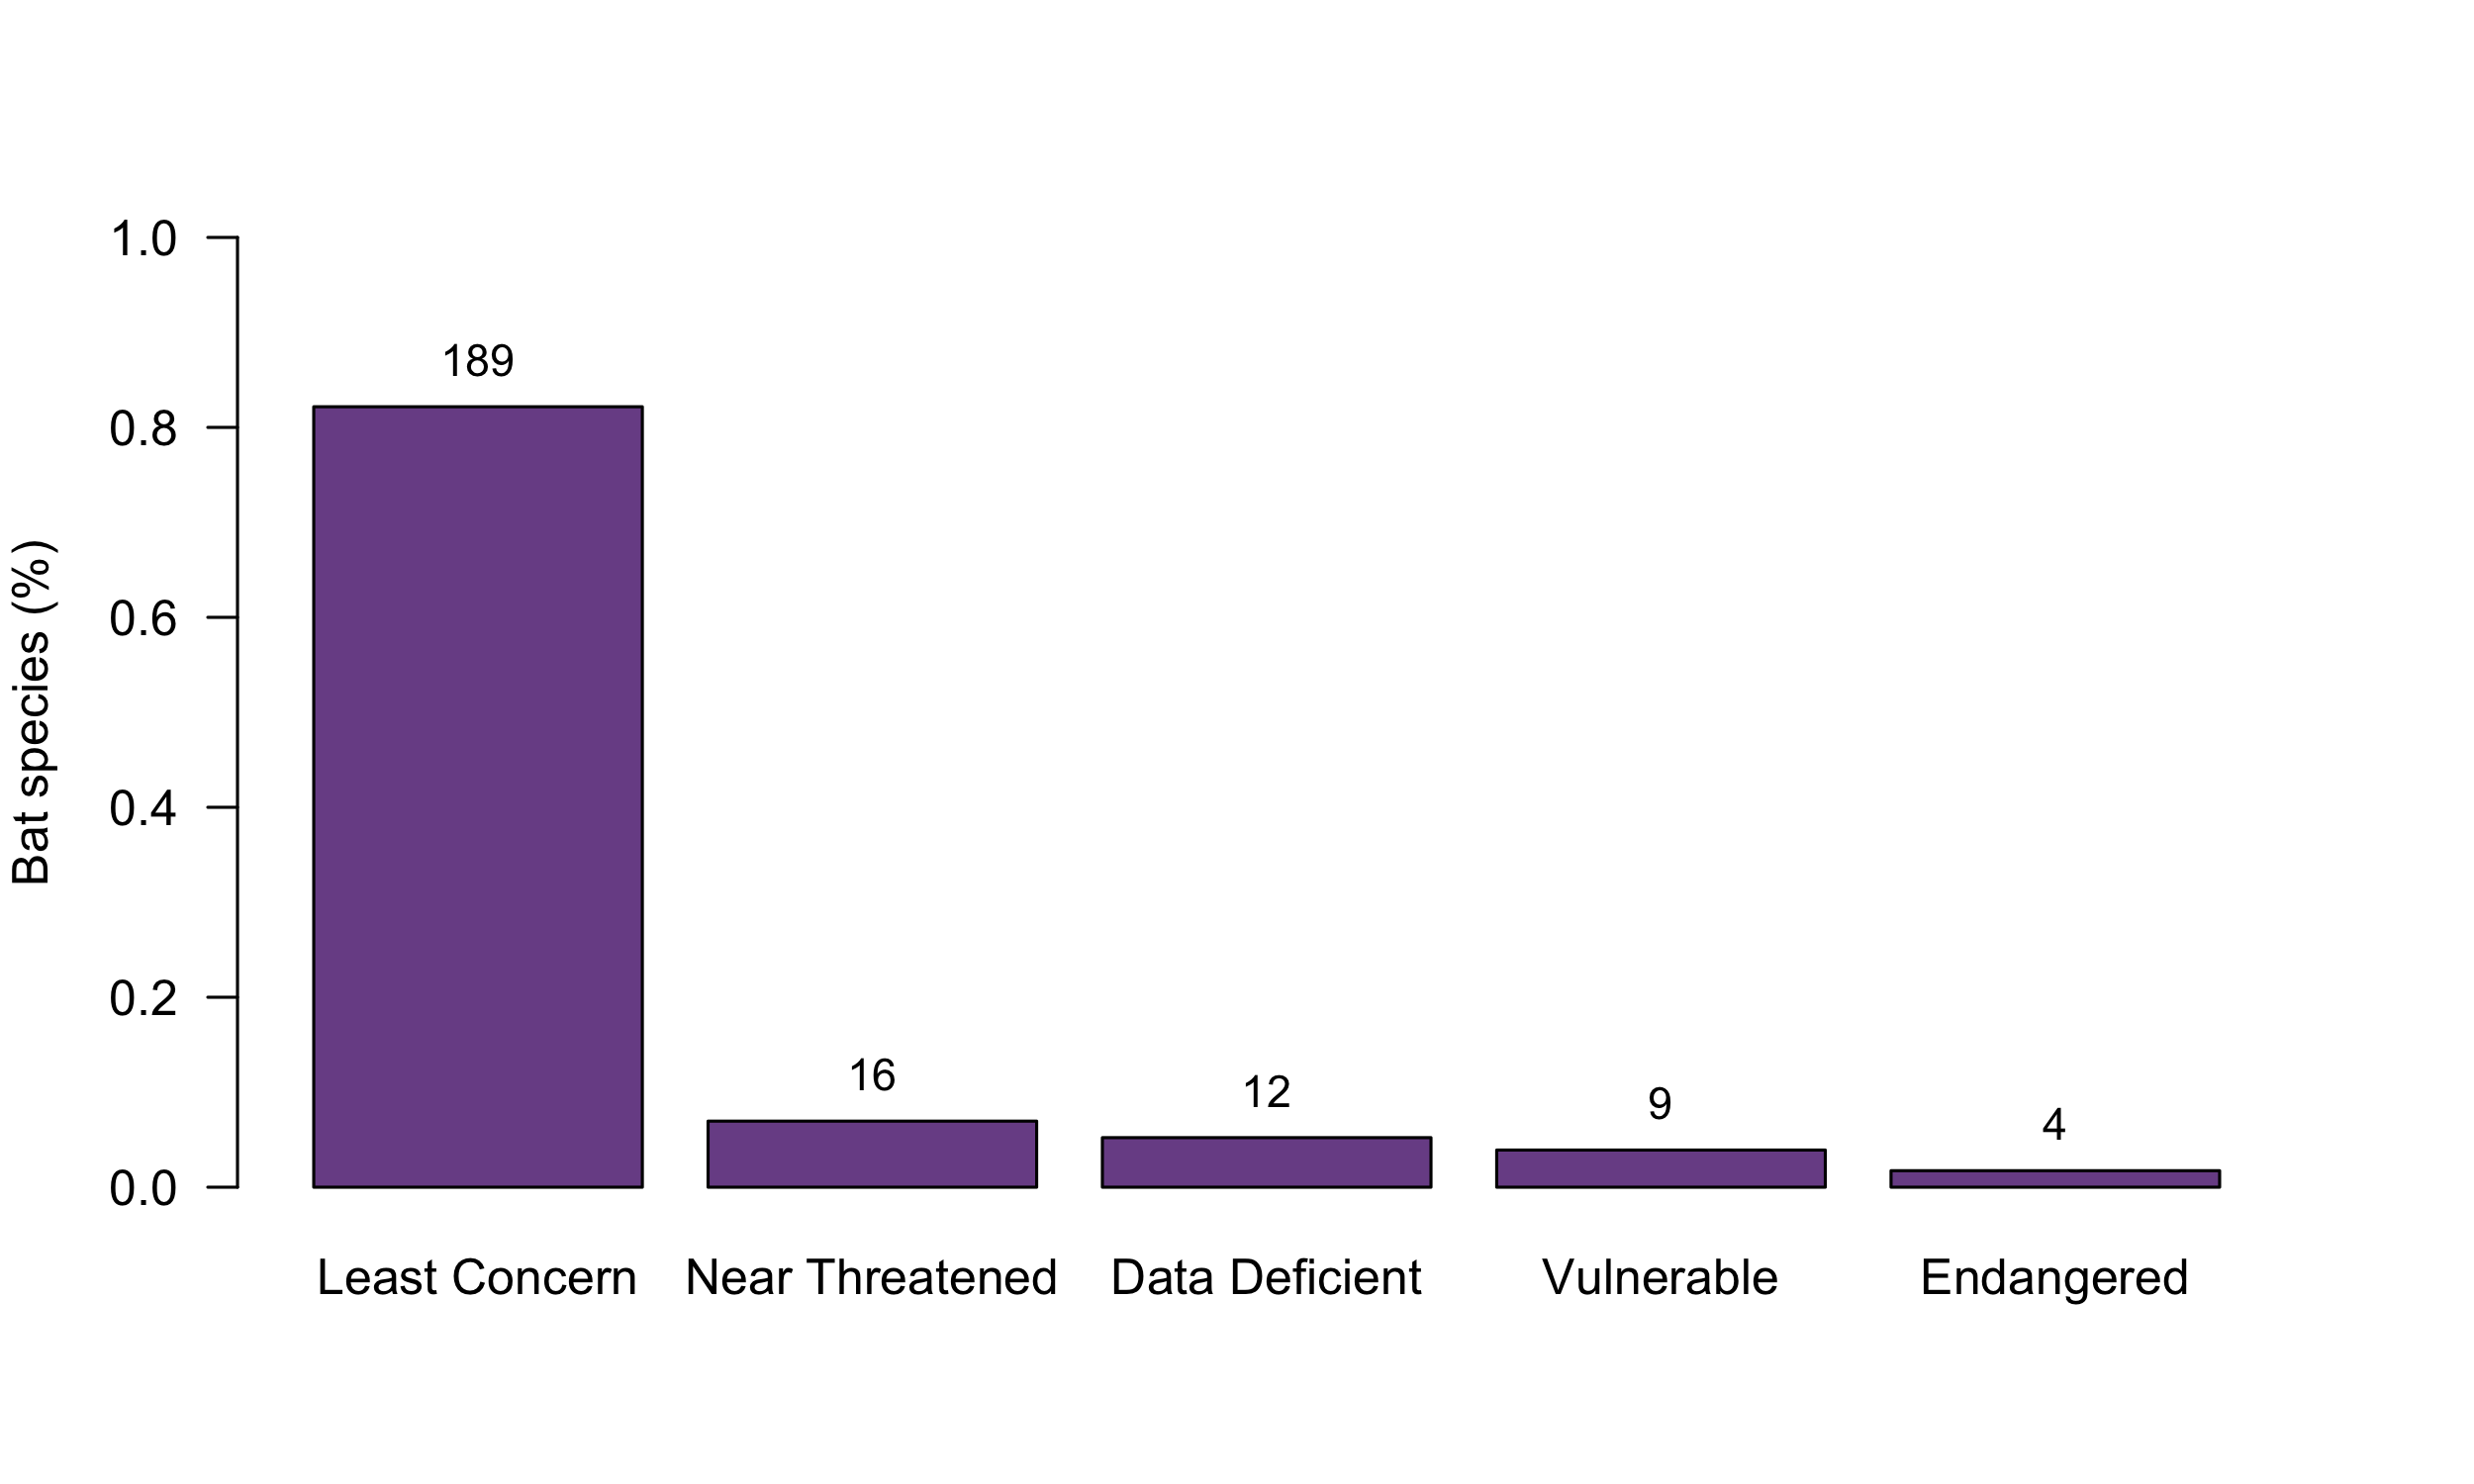 Bat species (%)
1.0
0.8
0.6
0.4
0.2
0.0
189
16
12
9
4
Least Concern
Near Threatened
Data Deficient
Vulnerable
Endangered